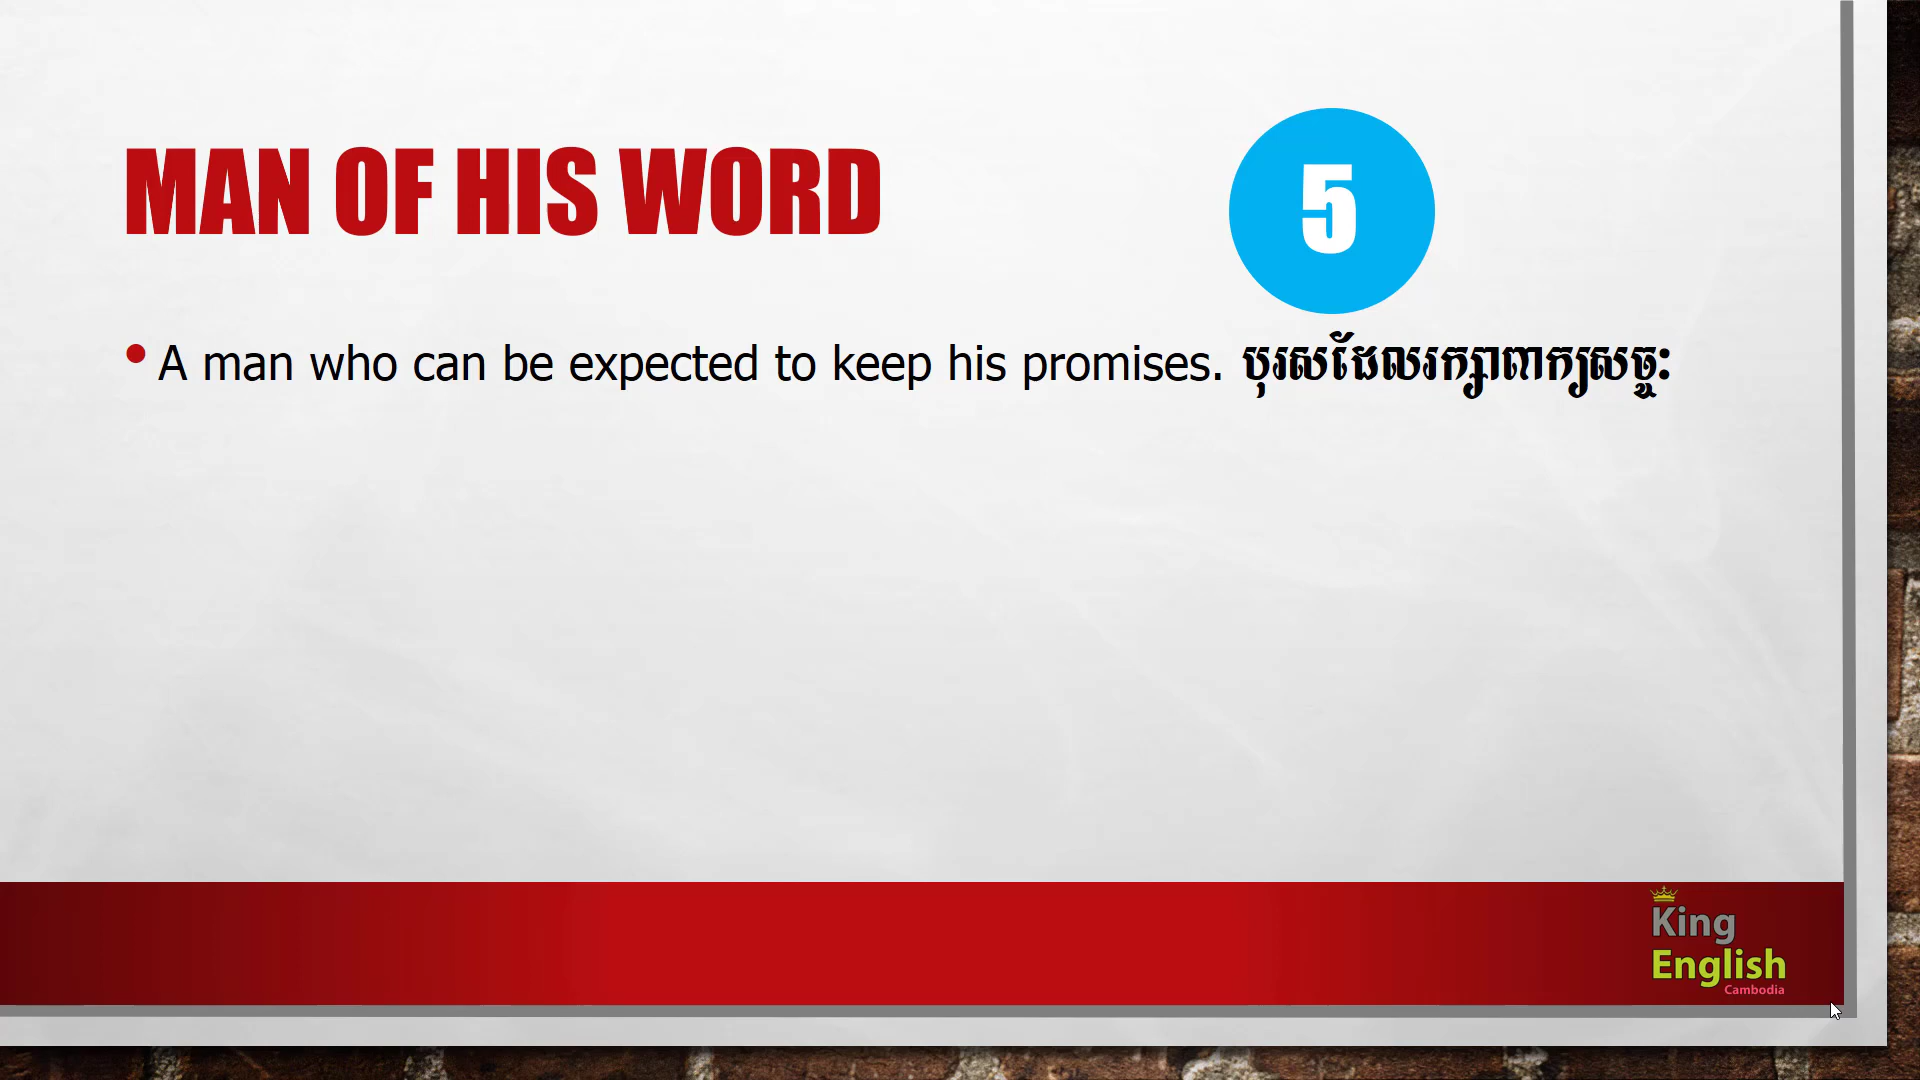 MAN OF HIS WORD
5
• A man who can be expected to keep his promises. បុរសដែលរក្សាពាក្យសច្ចៈ
King
English
Cambodia